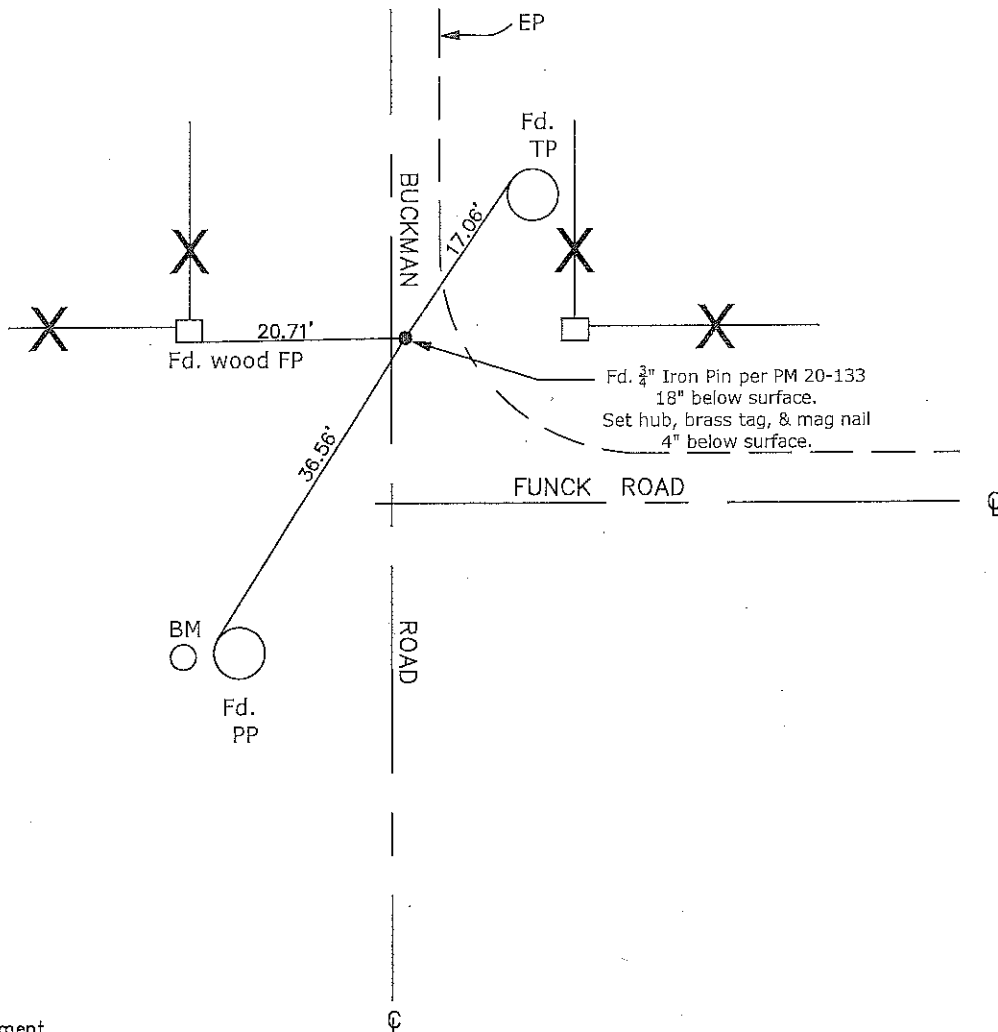 EP
Fd.
TP
BUCKMAN
17.06'
20.71'
Fd. wood FP
Fd. 3/4" Iron Pin per PM 20-133
18" below surface.
Set hub, brass tag, & mag nail
4" below surface.
36.56'
FUNCK ROAD
℄
BM
ROAD
Fd.
PP
℄
ment